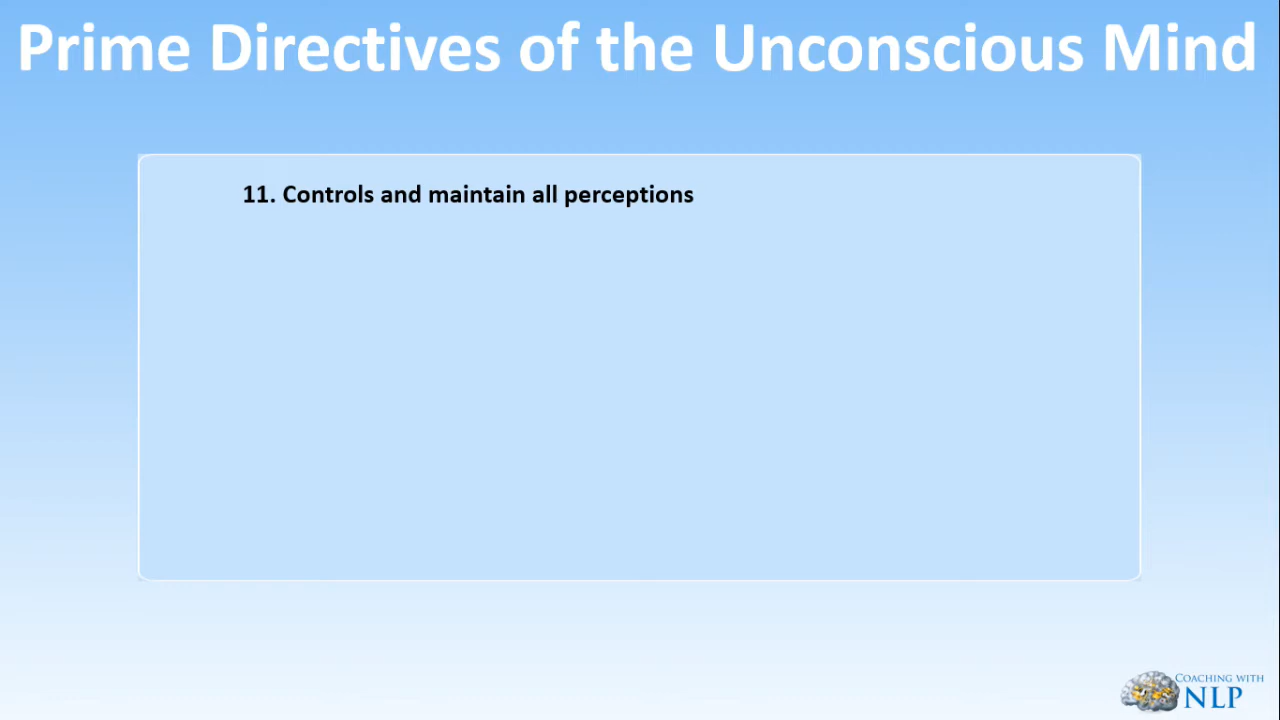 Prime Directives of the Unconscious Mind
11. Controls and maintain all perceptions
COACHING WITH
NLP